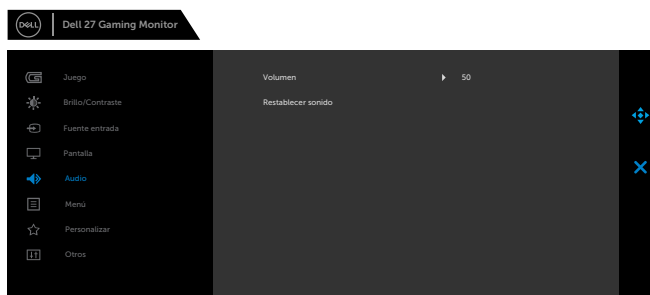 DELL
Dell 27 Gaming Monitor
Juego
Volumen 50
Brillo/Contraste
Restablecer sonido
Fuente entrada
Pantalla
Audio
Menú
Personalizar
Otros